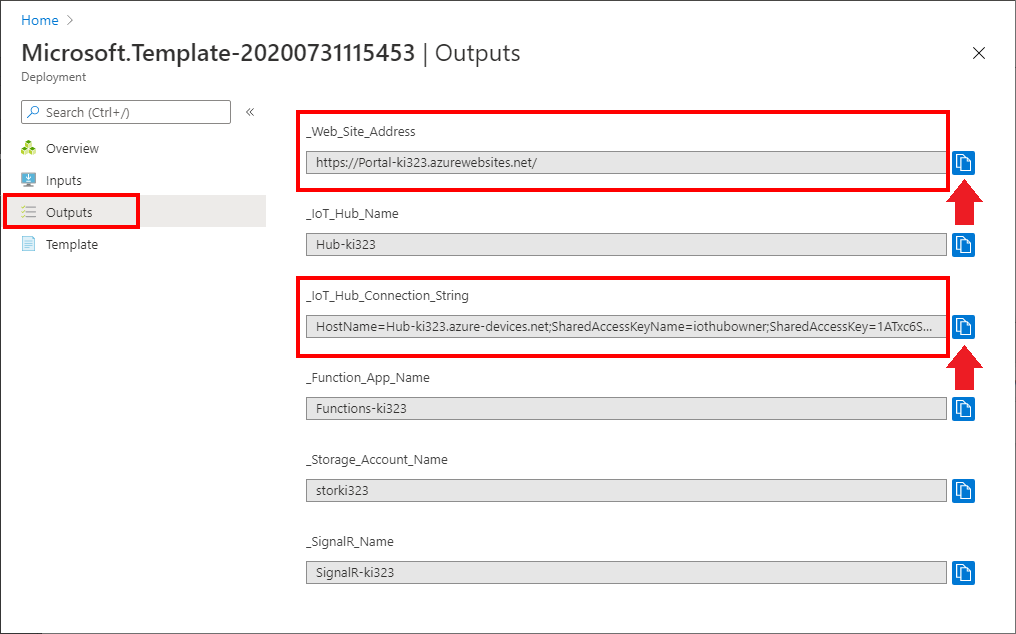 Home
Microsoft.Template-20200731115453 | Outputs
Deployment
Search (Ctrl+/)
Overview
Inputs
Outputs
Template
_Web_Site_Address
https://Portal-ki323.azurewebsites.net/
_IoT_Hub_Name
Hub-ki323
_IoT_Hub_Connection_String
HostName=Hub-ki323.azure-devices.net;SharedAccessKeyName=iothubowner;SharedAccessKey=1ATxc6S...
_Function_App_Name
Functions-ki323
_Storage_Account_Name
storki323
_SignalR_Name
SignalR-ki323